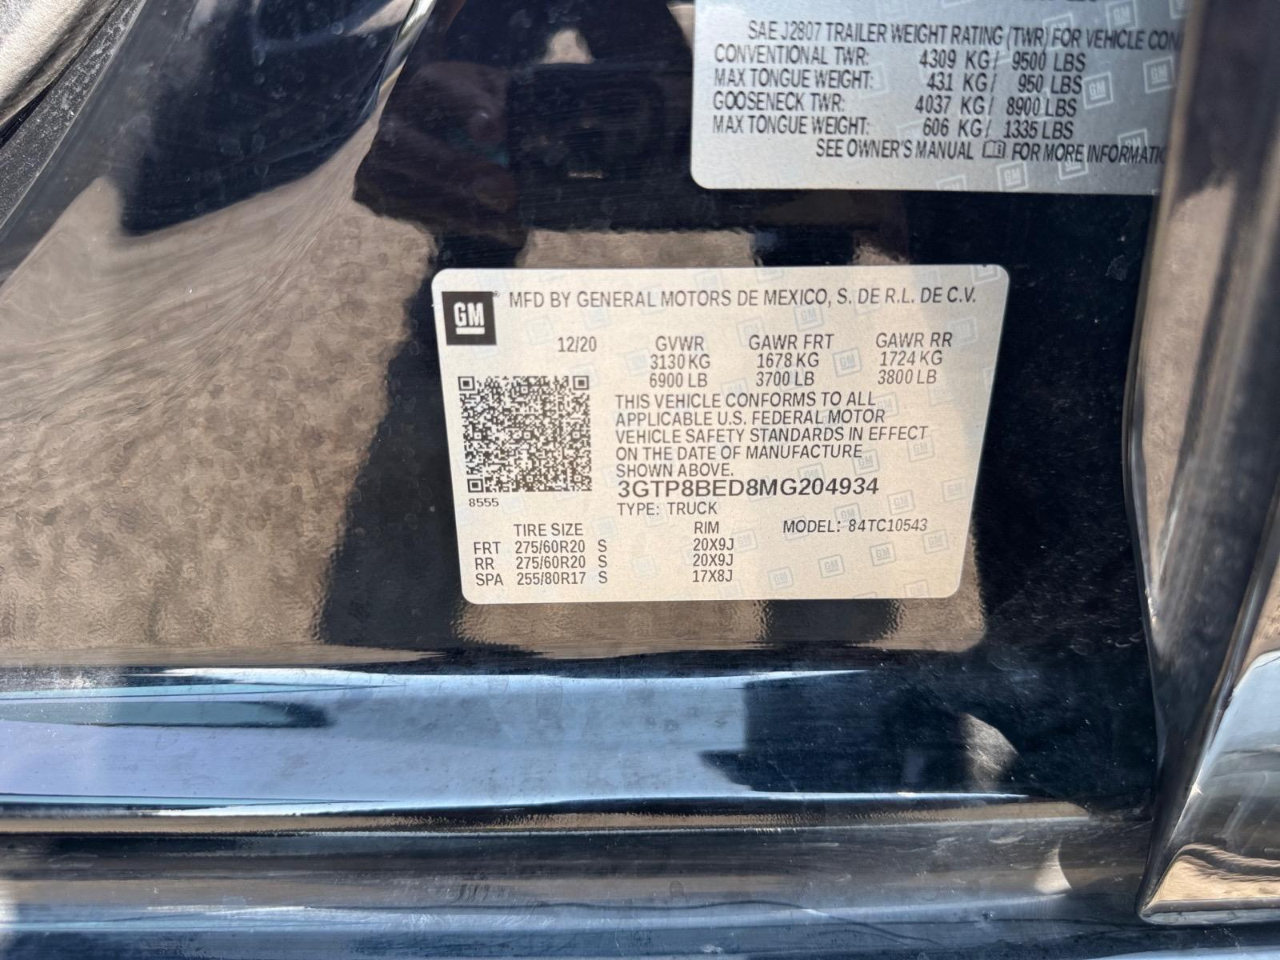 SAE J2807 TRAILER WEIGHT RATING (TWR) FOR VEHICLE
CONVENTIONAL TWR: 4309 KG/ 9500 LBS
MAX TONGUE WEIGHT: 431 KG/ 950 LBS
GOOSENECK TWR: 4037 KG/ 8900 LBS
MAX TONGUE WEIGHT: 606 KG/ 1335 LBS
SEE OWNER'S MANUAL FOR MORE INFORMATIO
GM MFD BY GENERAL MOTORS DE MEXICO, S. DE R.L. DE C.V.
12/20 GVWR GAWR FRT GAWR RR
3130 KG 1678 KG 1724 KG
6900 LB 3700 LB 3800 LB
THIS VEHICLE CONFORMS TO ALL
APPLICABLE U.S. FEDERAL MOTOR
VEHICLE SAFETY STANDARDS IN EFFECT
ON THE DATE OF MANUFACTURE
SHOWN ABOVE.
3GTP8BED8MG204934
8555
TYPE: TRUCK
TIRE SIZE RIM MODEL: 84TC10543
FRT 275/60R20 S 20X9J
RR 275/60R20 S 20X9J
SPA 255/80R17 S 17X8J